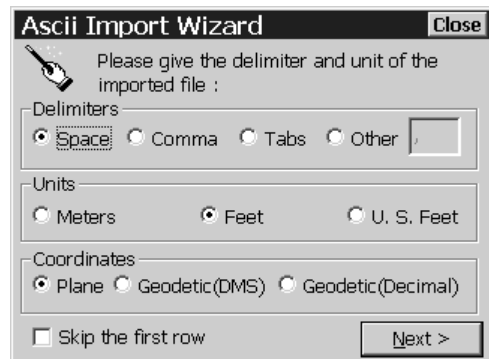 Ascii Import Wizard Close
Please give the delimiter and unit of the
imported file :
Delimiters
Space Comma Tabs Other ,
Units
Meters Feet U. S. Feet
Coordinates
Plane Geodetic(DMS) Geodetic(Decimal)
Skip the first row Next >